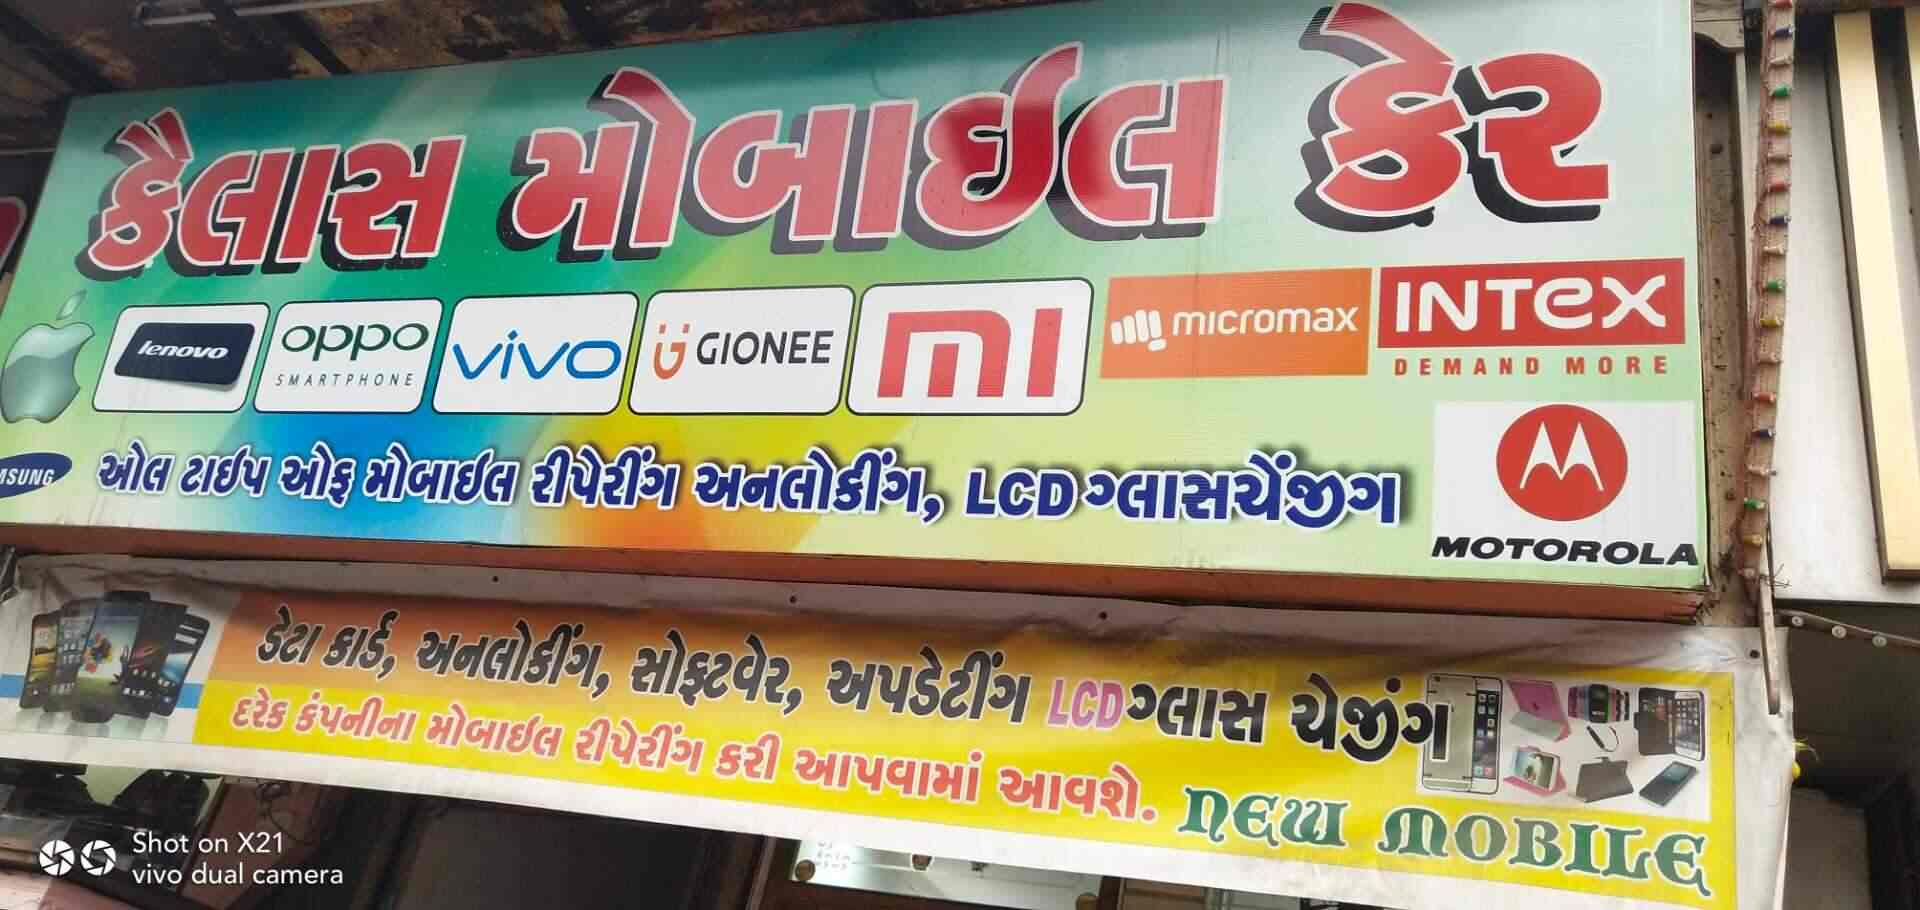 કૈલાસ મોબાઈલ કેર
lenovo
oppo
SMARTPHONE
vivo
GIONEE
mi
micromax
INTEX
DEMAND MORE
ઓલ ટાઈપ ઓફ મોબાઈલ રીપેરીંગ અનલોકીંગ, LCD ગ્લાસચેંજીગ
MOTOROLA
ડેટા કાર્ડ, અનલોકીંગ, સોફ્ટવેર, અપડેટીંગ LCD ગ્લાસ ચેજીંગ
દરેક કંપનીના મોબાઈલ રીપેરીંગ કરી આપવામાં આવશે.
NEW MOBILE
Shot on X21
vivo dual camera